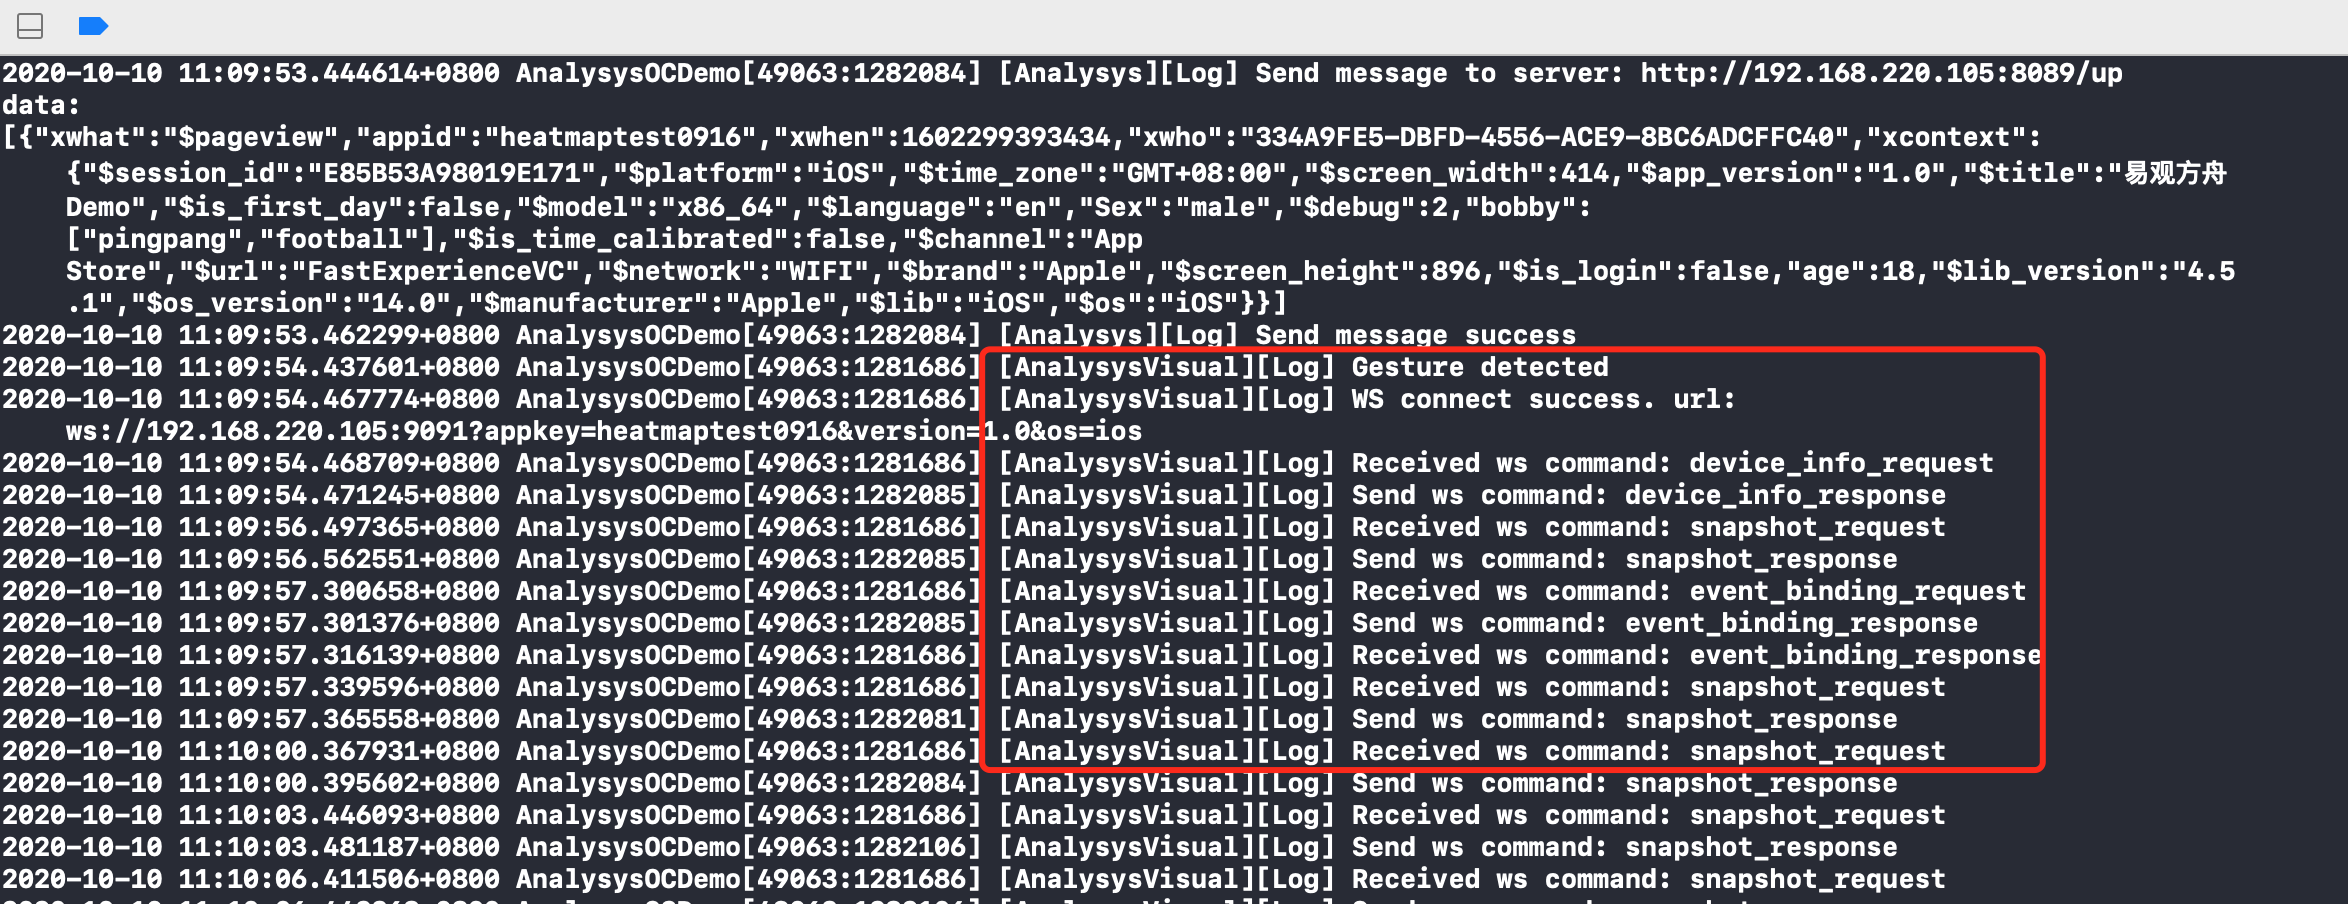 2020-10-10 11:09:53.444614+0800 AnalysysOCDemo[49063:1282084] [Analysys][Log] Send message to server: http://192.168.220.105:8089/up
data:
[{"xwhat":"$pageview","appid":"heatmaptest0916","xwhen":1602299393434,"xwho":"334A9FE5-DBFD-4556-ACE9-8BC6ADCFFC40","xcontext":
{"$session_id":"E85B53A98019E171","$platform":"iOS","$time_zone":"GMT+08:00","$screen_width":414,"$app_version":"1.0","$title":"易观方舟
Demo","$is_first_day":false,"$model":"x86_64","$language":"en","Sex":"male","$debug":2,"bobby":
["pingpang","football"],"$is_time_calibrated":false,"$channel":"App
Store","$url":"FastExperienceVC","$network":"WIFI","$brand":"Apple","$screen_height":896,"$is_login":false,"age":18,"$lib_version":"4.5
.1","$os_version":"14.0","$manufacturer":"Apple","$lib":"iOS","$os":"iOS"}}]
2020-10-10 11:09:53.462299+0800 AnalysysOCDemo[49063:1282084] [Analysys][Log] Send message success
2020-10-10 11:09:54.437601+0800 AnalysysOCDemo[49063:1281686] [AnalysysVisual][Log] Gesture detected
2020-10-10 11:09:54.467774+0800 AnalysysOCDemo[49063:1281686] [AnalysysVisual][Log] WS connect success. url:
ws://192.168.220.105:9091?appkey=heatmaptest0916&version=1.0&os=ios
2020-10-10 11:09:54.468709+0800 AnalysysOCDemo[49063:1281686] [AnalysysVisual][Log] Received ws command: device_info_request
2020-10-10 11:09:54.471245+0800 AnalysysOCDemo[49063:1282085] [AnalysysVisual][Log] Send ws command: device_info_response
2020-10-10 11:09:56.497365+0800 AnalysysOCDemo[49063:1281686] [AnalysysVisual][Log] Received ws command: snapshot_request
2020-10-10 11:09:56.562551+0800 AnalysysOCDemo[49063:1282085] [AnalysysVisual][Log] Send ws command: snapshot_response
2020-10-10 11:09:57.300658+0800 AnalysysOCDemo[49063:1281686] [AnalysysVisual][Log] Received ws command: event_binding_request
2020-10-10 11:09:57.301376+0800 AnalysysOCDemo[49063:1282085] [AnalysysVisual][Log] Send ws command: event_binding_response
2020-10-10 11:09:57.316139+0800 AnalysysOCDemo[49063:1281686] [AnalysysVisual][Log] Received ws command: event_binding_response
2020-10-10 11:09:57.339596+0800 AnalysysOCDemo[49063:1281686] [AnalysysVisual][Log] Received ws command: snapshot_request
2020-10-10 11:09:57.365558+0800 AnalysysOCDemo[49063:1282081] [AnalysysVisual][Log] Send ws command: snapshot_response
2020-10-10 11:10:00.367931+0800 AnalysysOCDemo[49063:1281686] [AnalysysVisual][Log] Received ws command: snapshot_request
2020-10-10 11:10:00.395602+0800 AnalysysOCDemo[49063:1282084] [AnalysysVisual][Log] Send ws command: snapshot_response
2020-10-10 11:10:03.446093+0800 AnalysysOCDemo[49063:1281686] [AnalysysVisual][Log] Received ws command: snapshot_request
2020-10-10 11:10:03.481187+0800 AnalysysOCDemo[49063:1282106] [AnalysysVisual][Log] Send ws command: snapshot_response
2020-10-10 11:10:06.411506+0800 AnalysysOCDemo[49063:1281686] [AnalysysVisual][Log] Received ws command: snapshot_request